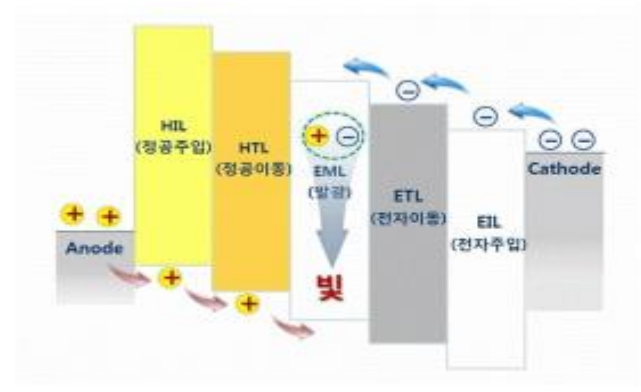 HIL
(정공주입)
HTL
(정공이동)
EML
(발광)
빛
ETL
(전자이동)
EIL
(전자주입)
Anode
Cathode